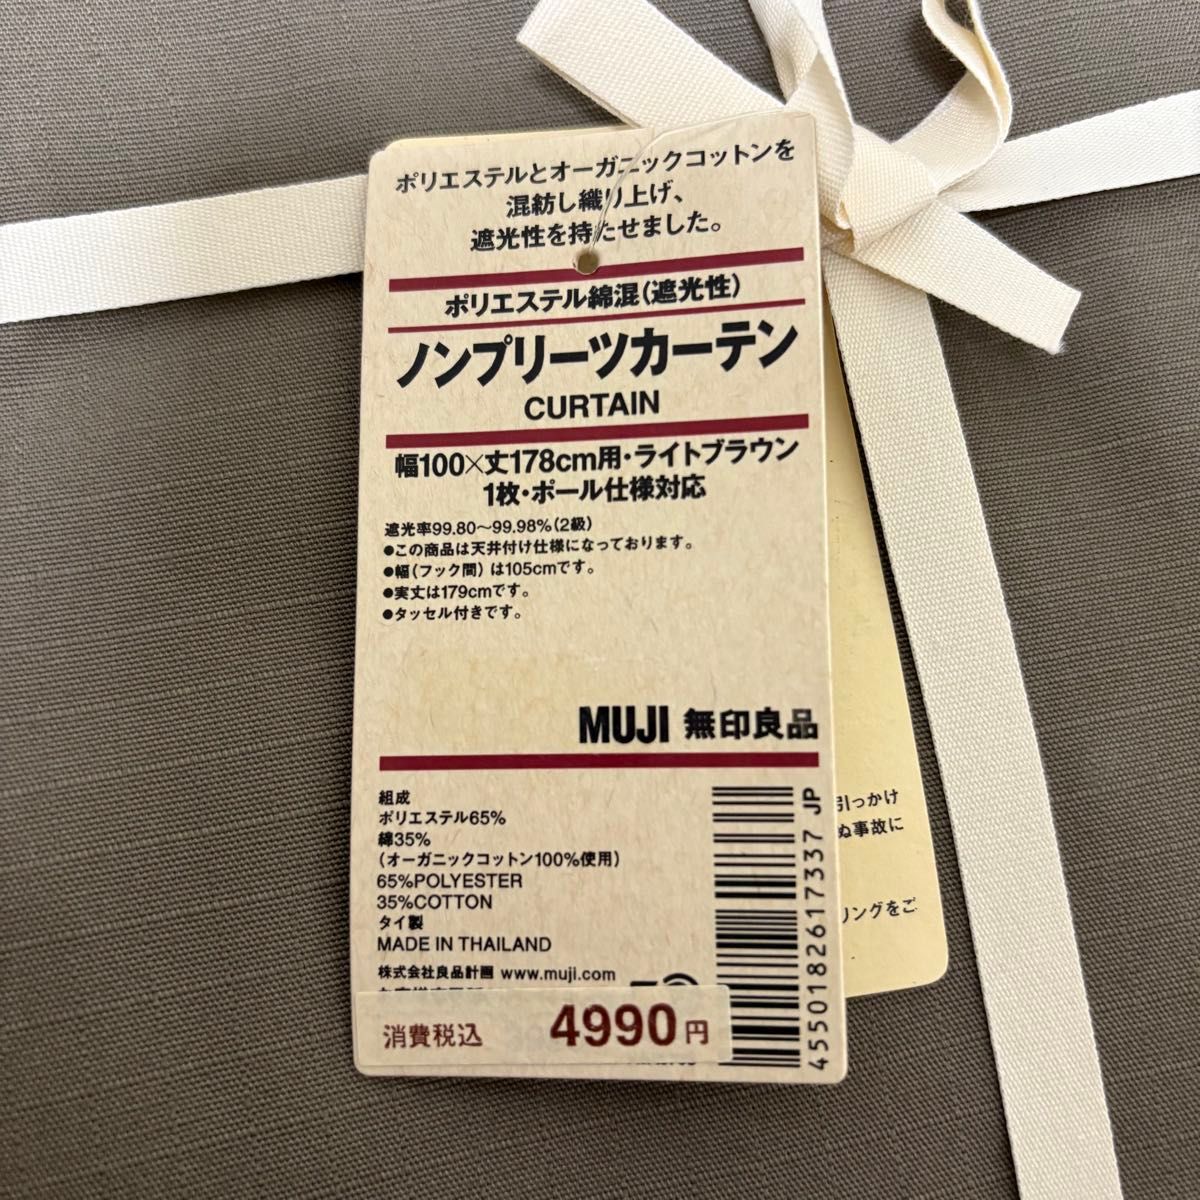 ポリエステルとオーガニックコットンを
混紡し織り上げ、
遮光性を持たせました。
ポリエステル綿混(遮光性)
ノンプリーツカーテン
CURTAIN
幅100×丈178cm用・ライトブラウン
1枚・ポール仕様対応
遮光率99.80〜99.98%(2級)
●この商品は天井付け仕様になっております。
●幅(フック間)は105cmです。
●実丈は179cmです。
●タッセル付きです。
MUJI 無印良品
組成
ポリエステル65%
綿35%
(オーガニックコットン100%使用)
65%POLYESTER
35%COTTON
タイ製
MADE IN THAILAND
株式会社良品計画 www.muji.com
消費税込 4990円
4550182617337 JP
引っかけ
ぬ事故に
リングをご